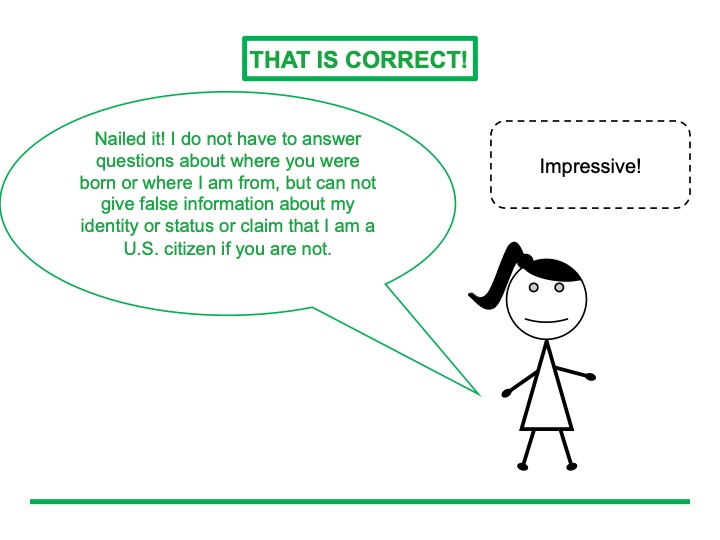 THAT IS CORRECT!
Nailed it! I do not have to answer
questions about where you were
born or where I am from, but can not
give false information about my
identity or status or claim that I am a
U.S. citizen if you are not.
Impressive!